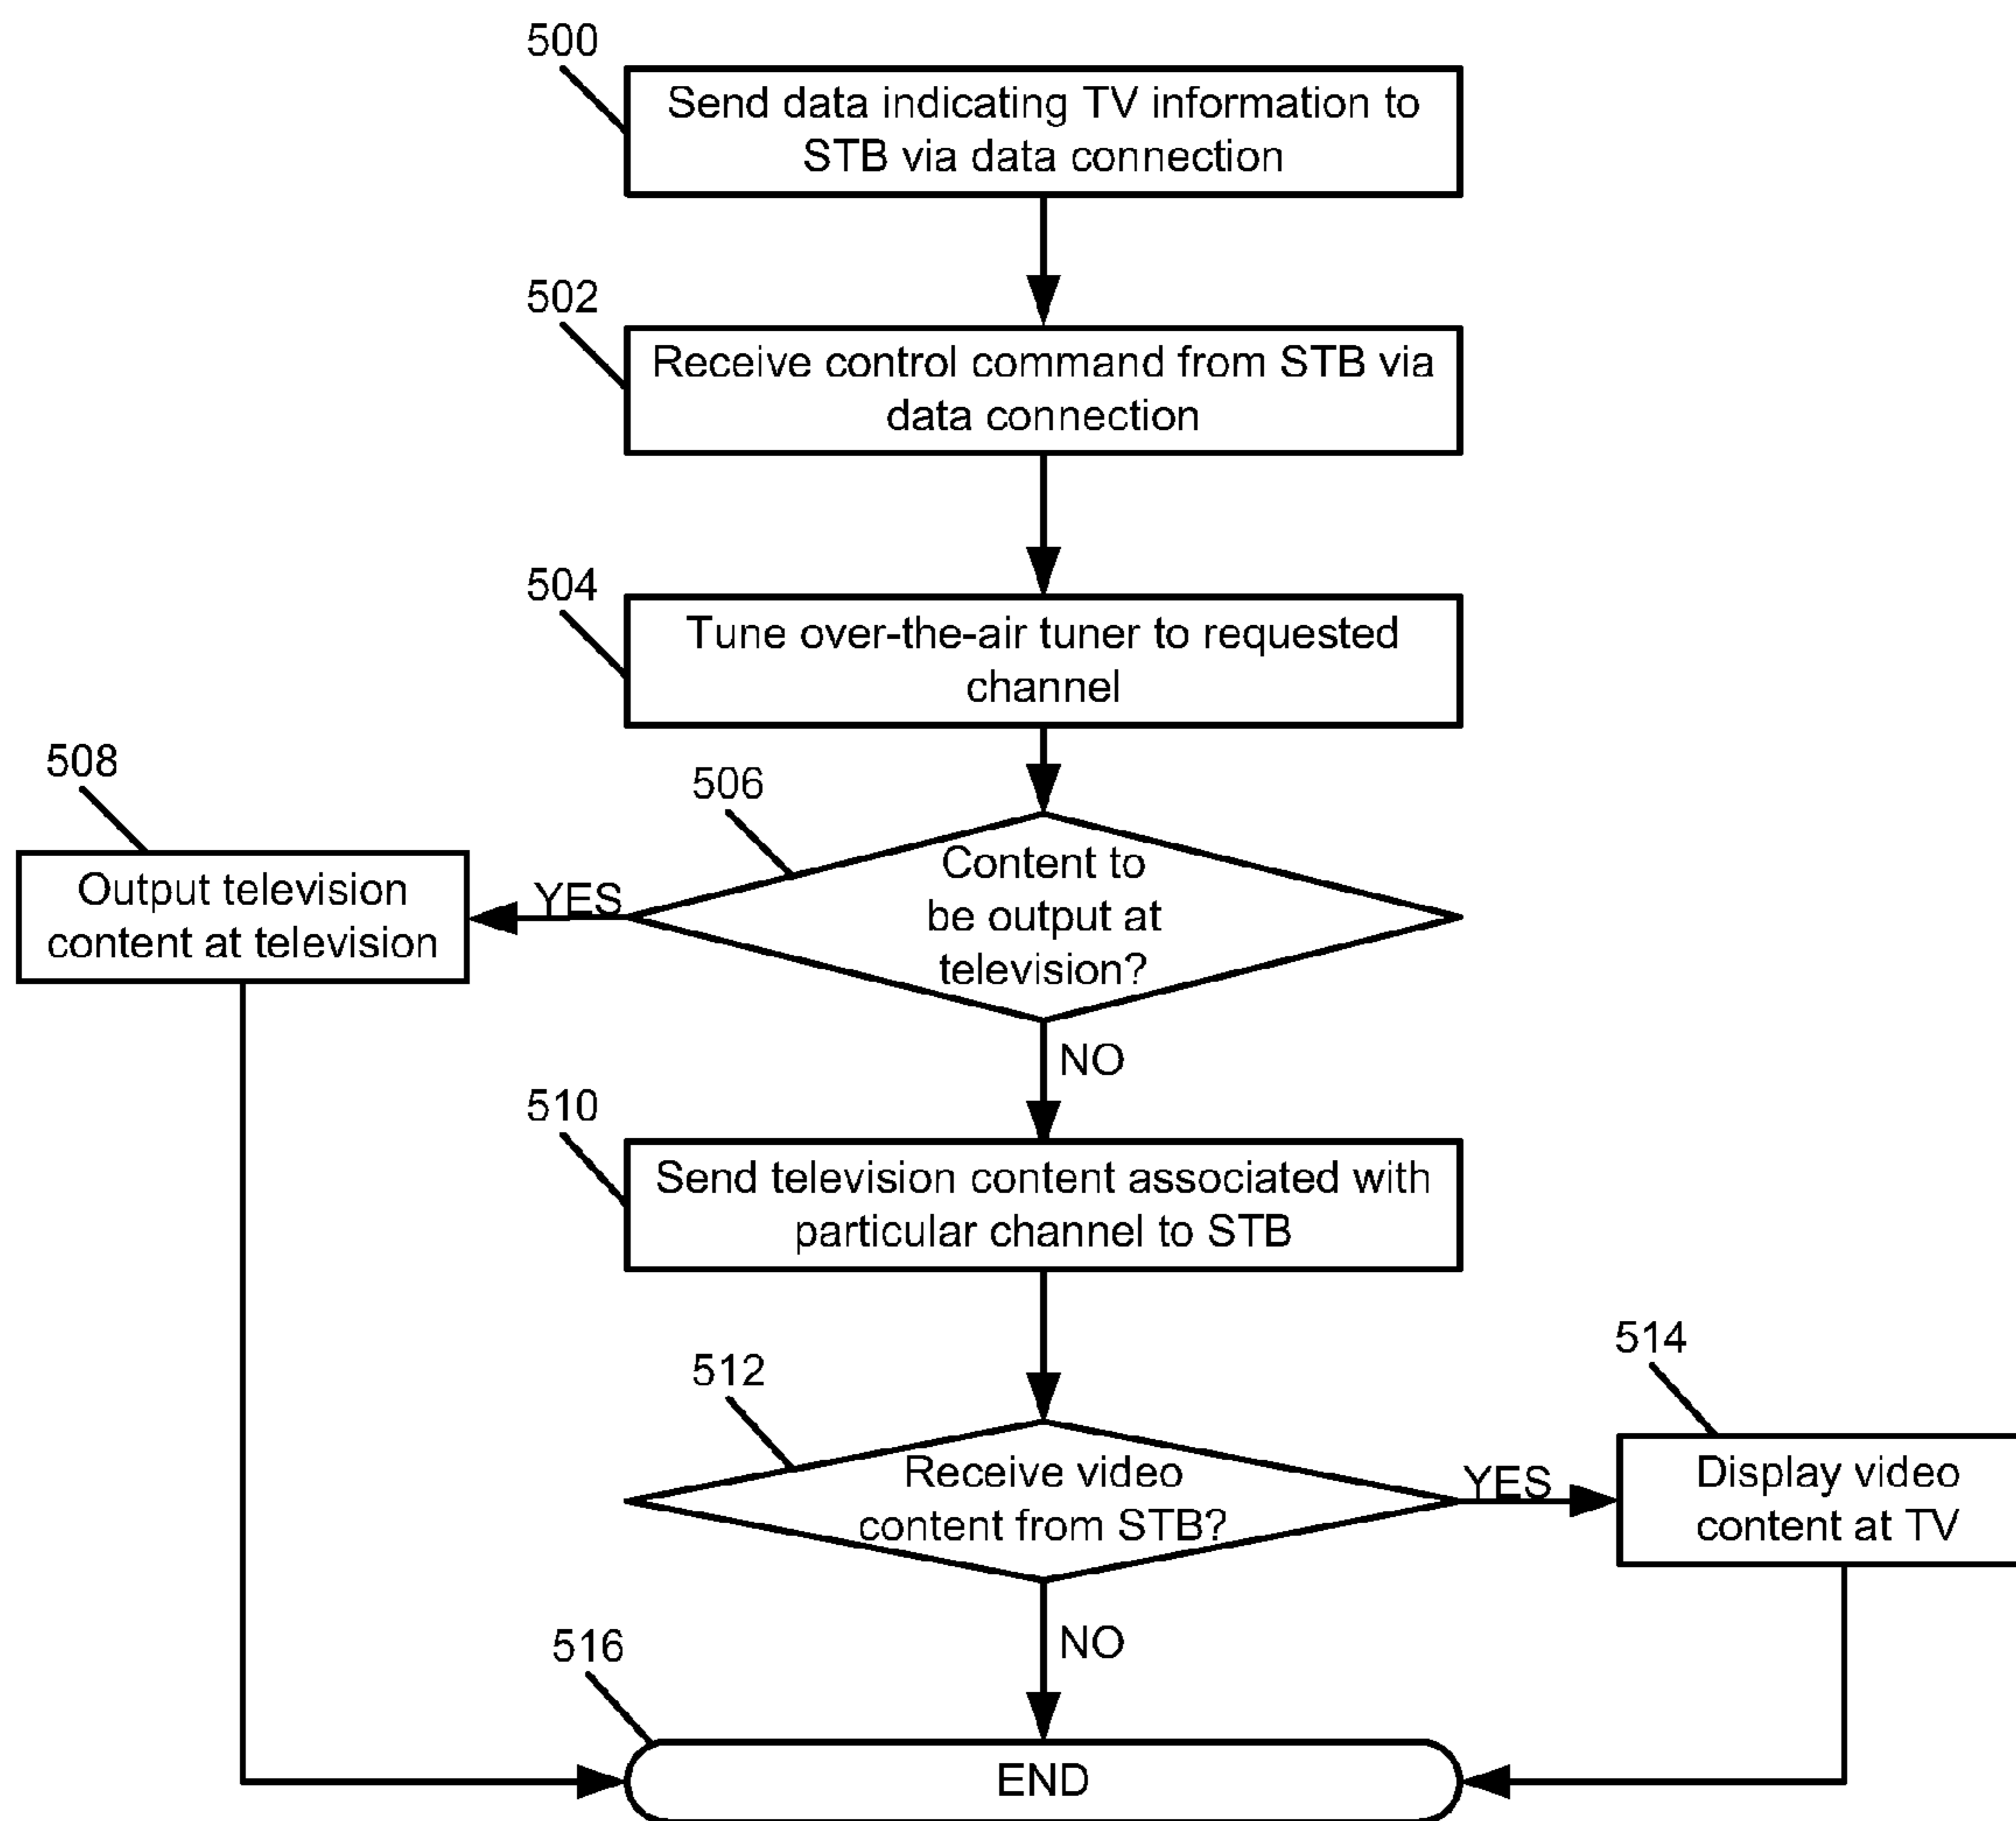 500
Send data indicating TV information to
STB via data connection
502
Receive control command from STB via
data connection
504
Tune over-the-air tuner to requested
channel
506
Content to
be output at
television?
YES
508
Output television
content at television
NO
510
Send television content associated with
particular channel to STB
512
Receive video
content from STB?
YES
514
Display video
content at TV
NO
516
END